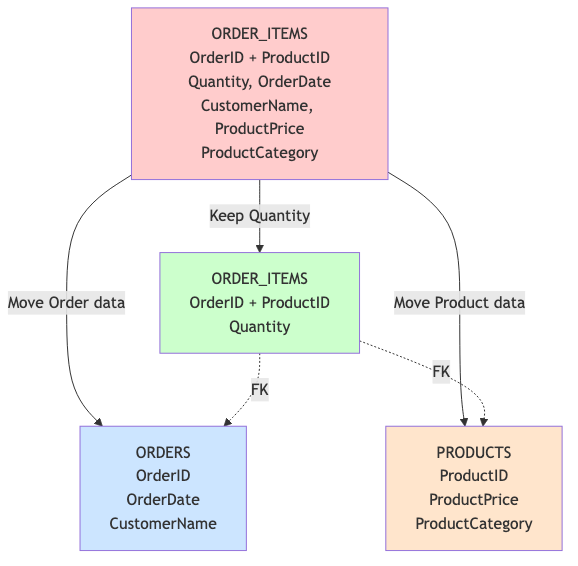 ORDER_ITEMS
OrderID + ProductID
Quantity, OrderDate
CustomerName,
ProductPrice
ProductCategory
Keep Quantity
Move Order data
Move Product data
ORDER_ITEMS
OrderID + ProductID
Quantity
FK
FK
ORDERS
OrderID
OrderDate
CustomerName
PRODUCTS
ProductID
ProductPrice
ProductCategory